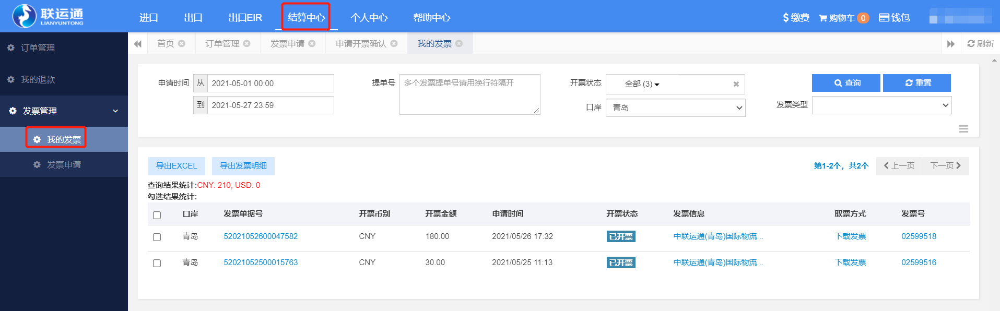 联运通
LIANYUNTONG
进口 出口 出口EIR 结算中心 个人中心 帮助中心
缴费 购物车 0 钱包
订单管理
我的退款
发票管理
我的发票
发票申请
首页 订单管理 发票申请 申请开票确认 我的发票 刷新
申请时间 从 2021-05-01 00:00
到 2021-05-27 23:59
提单号 多个发票提单号请用换行符隔开
开票状态 全部 (3)
口岸 青岛
查询 重置
发票类型
导出EXCEL 导出发票明细
第1-2个，共2个 上一页 下一页
查询结果统计:CNY: 210; USD: 0
勾选结果统计:
口岸 发票单据号 开票币别 开票金额 申请时间 开票状态 发票信息 取票方式 发票号
青岛 52021052600047582 CNY 180.00 2021/05/26 17:32 已开票 中联运通(青岛)国际物流... 下载发票 02599518
青岛 52021052500015763 CNY 30.00 2021/05/25 11:13 已开票 中联运通(青岛)国际物流... 下载发票 02599516